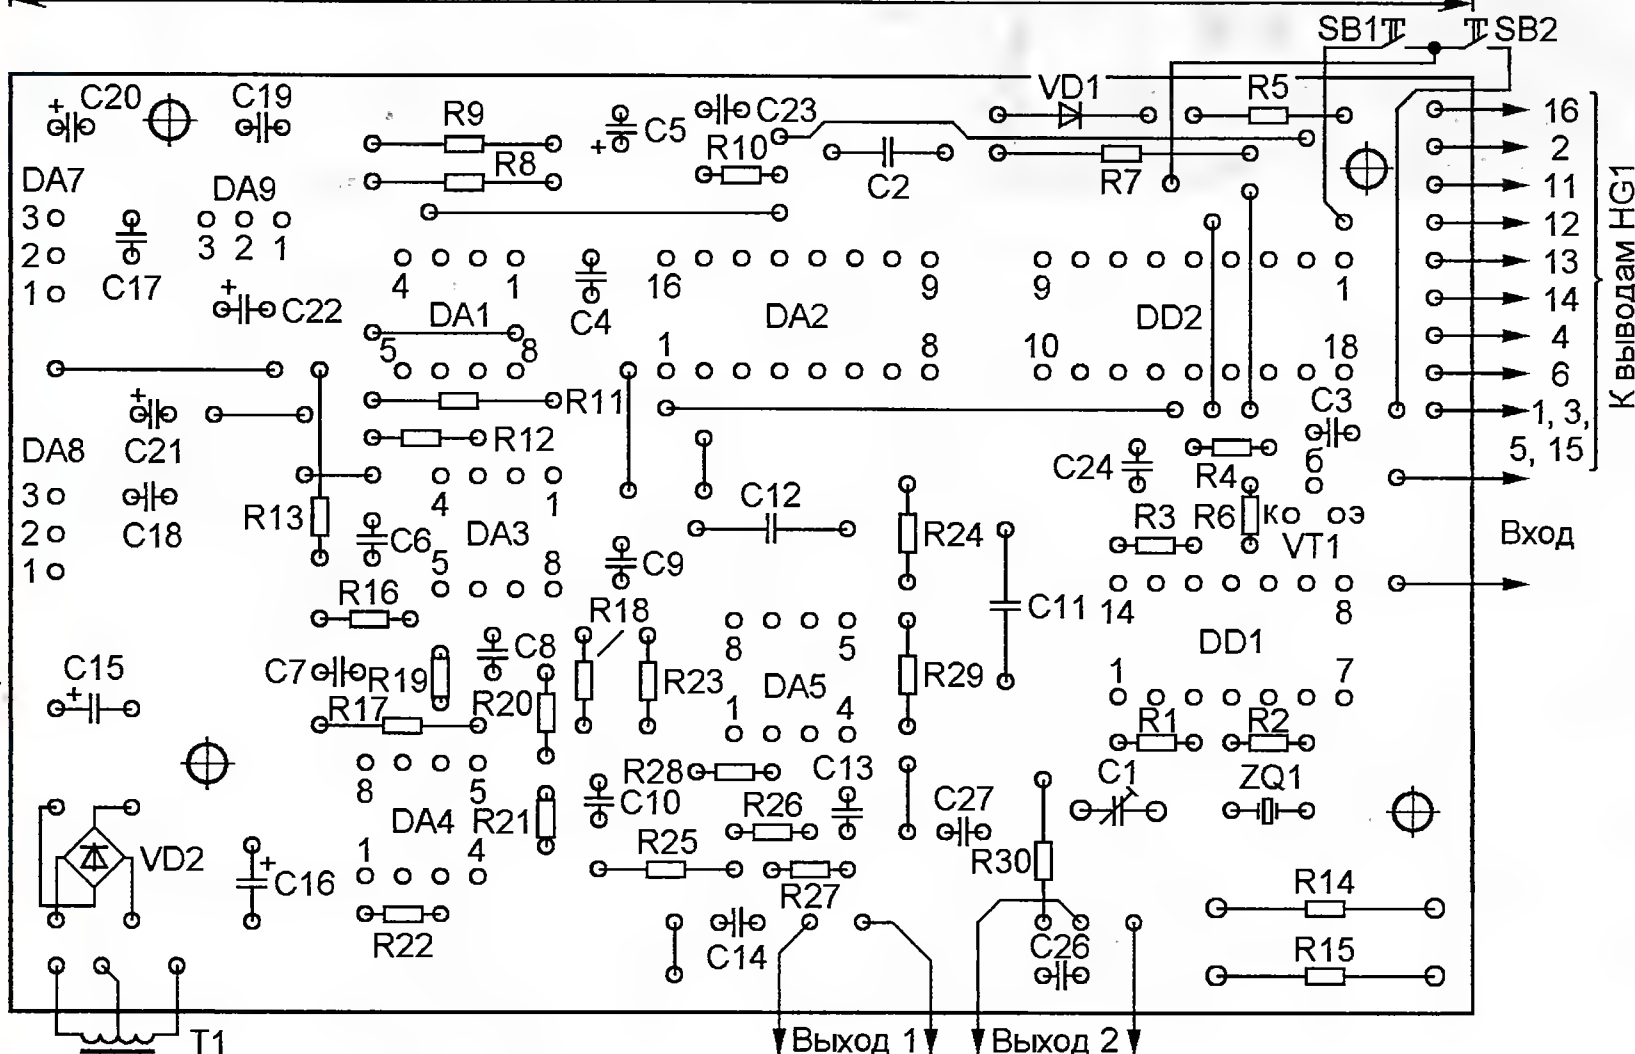 SB1 SB2
C20 C19 C23 VD1 R5 16
R9 C5 2
R8 R10 C2 R7 11
DA7 DA9 12
3 3 2 1 13
2 C17 4 1 16 9 9 1 14
1 C22 DA1 C4 DA2 DD2 4
5 8 1 8 10 18 6
R11 C3 1, 3,
C21 R12 5, 15
К выводам HG1
DA8 C24 R4 б
3 4 1 C12
2 C18 R13 C6 DA3 R24 R3 R6 К Э
VT1 Вход
1 5 8 C9
R16 R18 C11 14 8
C8 8 5 DD1
C15 C7 R19 R20 R23 DA5 R29 1 7
R17 1 4 R1 R2
8 5 R28 C13 C1 ZQ1
DA4 R21 C10 R26 C27
VD2 1 4 R25 R30
C16 R27 R14
R22 C14 C26 R15
T1 Выход 1 Выход 2